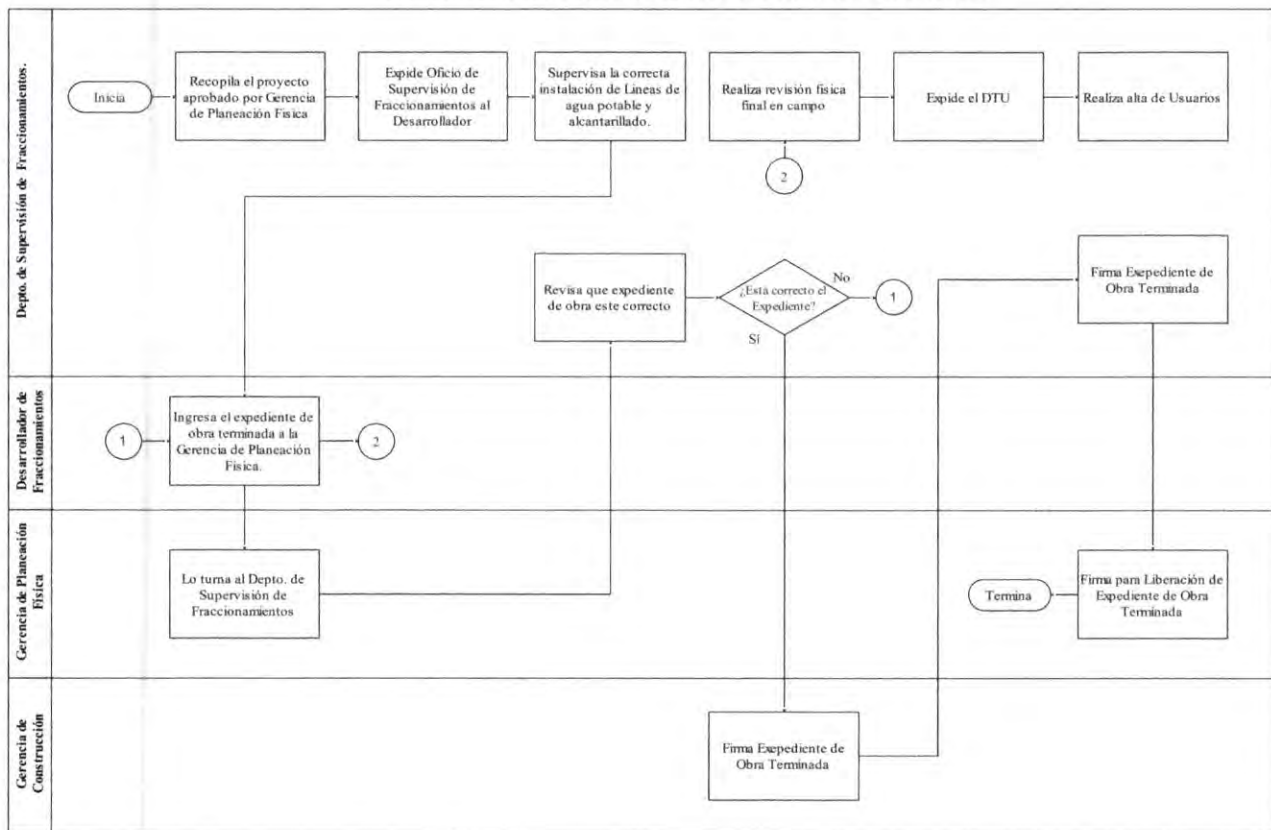 Depto. de Supervisión de Fraccionamientos.
Inicia
Recopila el proyecto
aprobado por Gerencia
de Planeación Física
Expide Oficio de
Supervisión de
Fraccionamientos al
Desarrollador
Supervisa la correcta
instalación de Líneas de
agua potable y
alcantarillado.
Realiza revisión física
final en campo
Expide el DTU
Realiza alta de Usuarios
2
Revisa que expediente
de obra este correcto
¿Está correcto el
Expediente?
No
1
Sí
Firma Exepediente de
Obra Terminada
Desarrollador de
Fraccionamientos
1
Ingresa el expediente de
obra terminada a la
Gerencia de Planeación
Física.
2
Gerencia de Planeación
Física
Lo turna al Depto. de
Supervisión de
Fraccionamientos
Termina
Firma para Liberación de
Expediente de Obra
Terminada
Gerencia de
Construcción
Firma Exepediente de
Obra Terminada